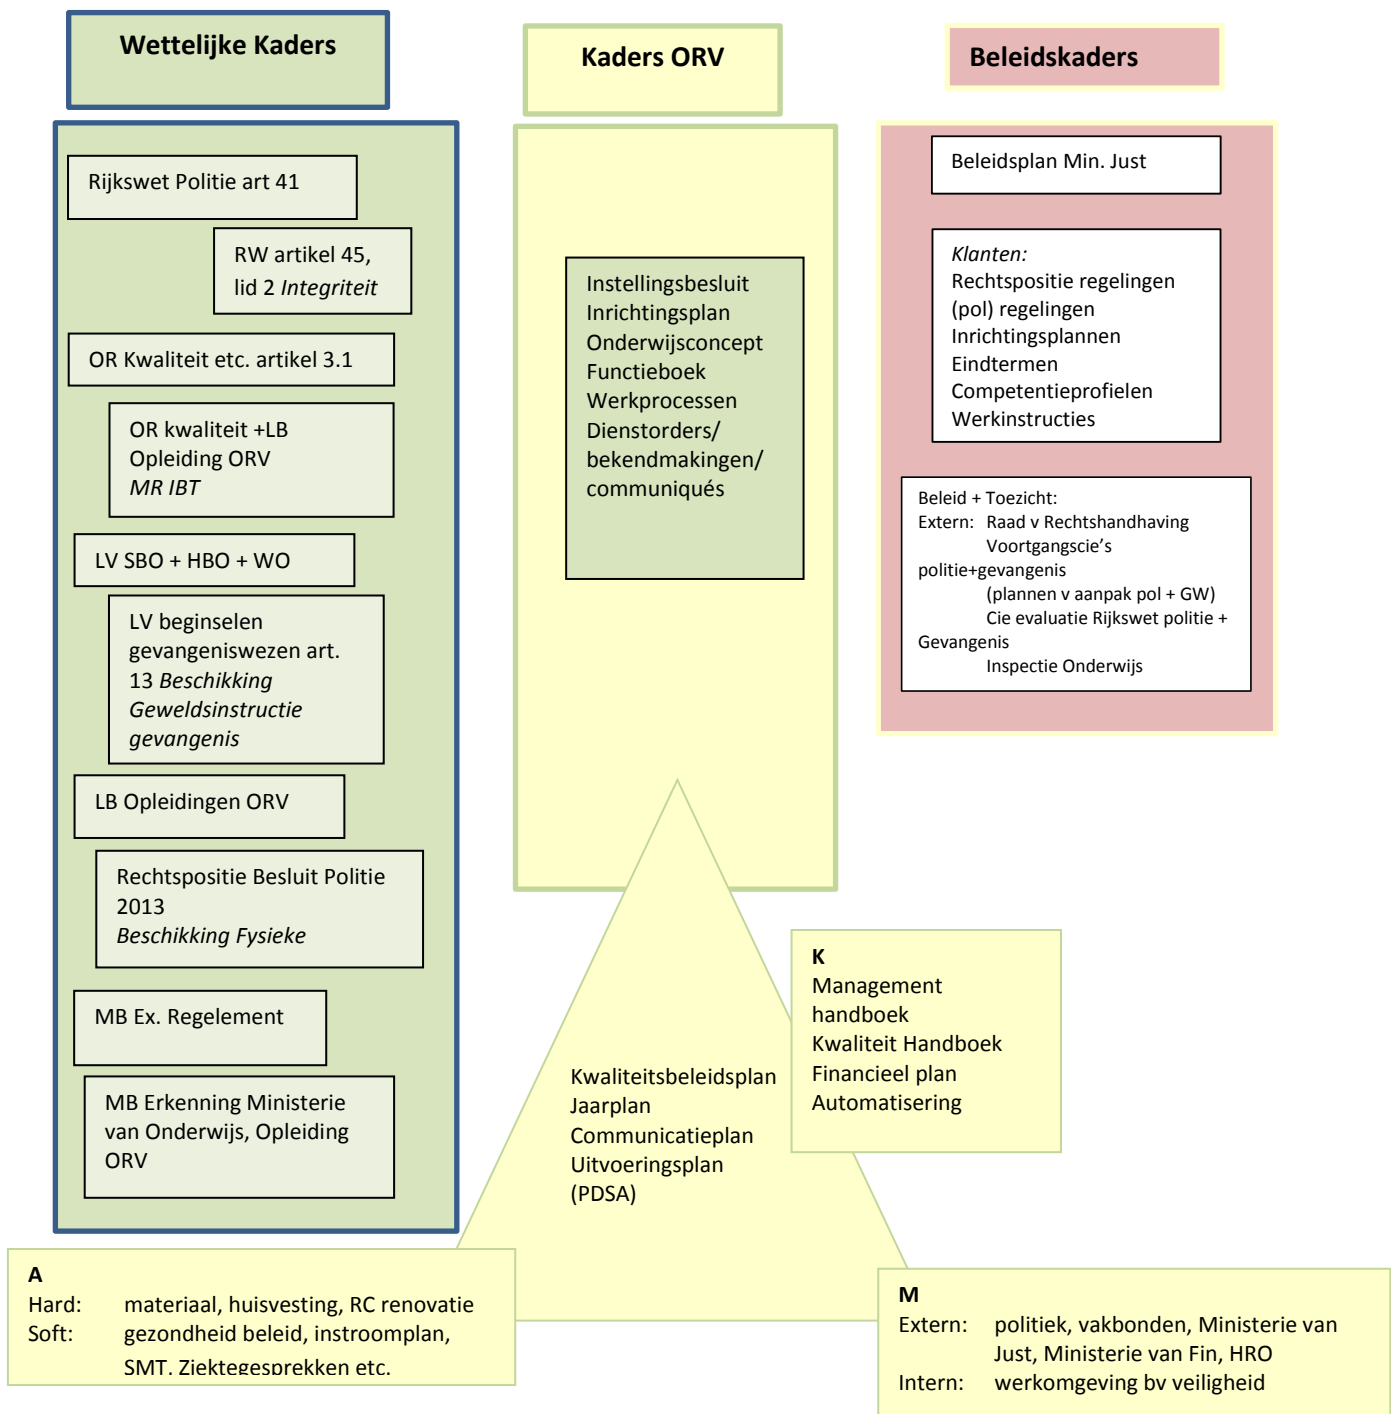 Wettelijke Kaders
Rijkswet Politie art 41
RW artikel 45,
lid 2 Integriteit
OR Kwaliteit etc. artikel 3.1
OR kwaliteit +LB
Opleiding ORV
MR IBT
LV SBO + HBO + WO
LV beginselen
gevangeniswezen art.
13 Beschikking
Geweldsinstructie
gevangenis
LB Opleidingen ORV
Rechtspositie Besluit Politie
2013
Beschikking Fysieke
MB Ex. Regelement
MB Erkenning Ministerie
van Onderwijs, Opleiding
ORV
Kaders ORV
Instellingsbesluit
Inrichtingsplan
Onderwijsconcept
Functieboek
Werkprocessen
Dienstorders/
bekendmakingen/
communiqués
Beleidskaders
Beleidsplan Min. Just
Klanten:
Rechtspositie regelingen
(pol) regelingen
Inrichtingsplannen
Eindtermen
Competentieprofielen
Werkinstructies
Beleid + Toezicht:
Extern: Raad v Rechtshandhaving
Voortgangscie’s
politie+gevangenis
(plannen v aanpak pol + GW)
Cie evaluatie Rijkswet politie +
Gevangenis
Inspectie Onderwijs
K
Management
handboek
Kwaliteit Handboek
Financieel plan
Automatisering
Kwaliteitsbeleidsplan
Jaarplan
Communicatieplan
Uitvoeringsplan
(PDSA)
A
Hard: materiaal, huisvesting, RC renovatie
Soft: gezondheid beleid, instroomplan,
SMT. Ziektegesprekken etc.
M
Extern: politiek, vakbonden, Ministerie van
Just, Ministerie van Fin, HRO
Intern: werkomgeving bv veiligheid